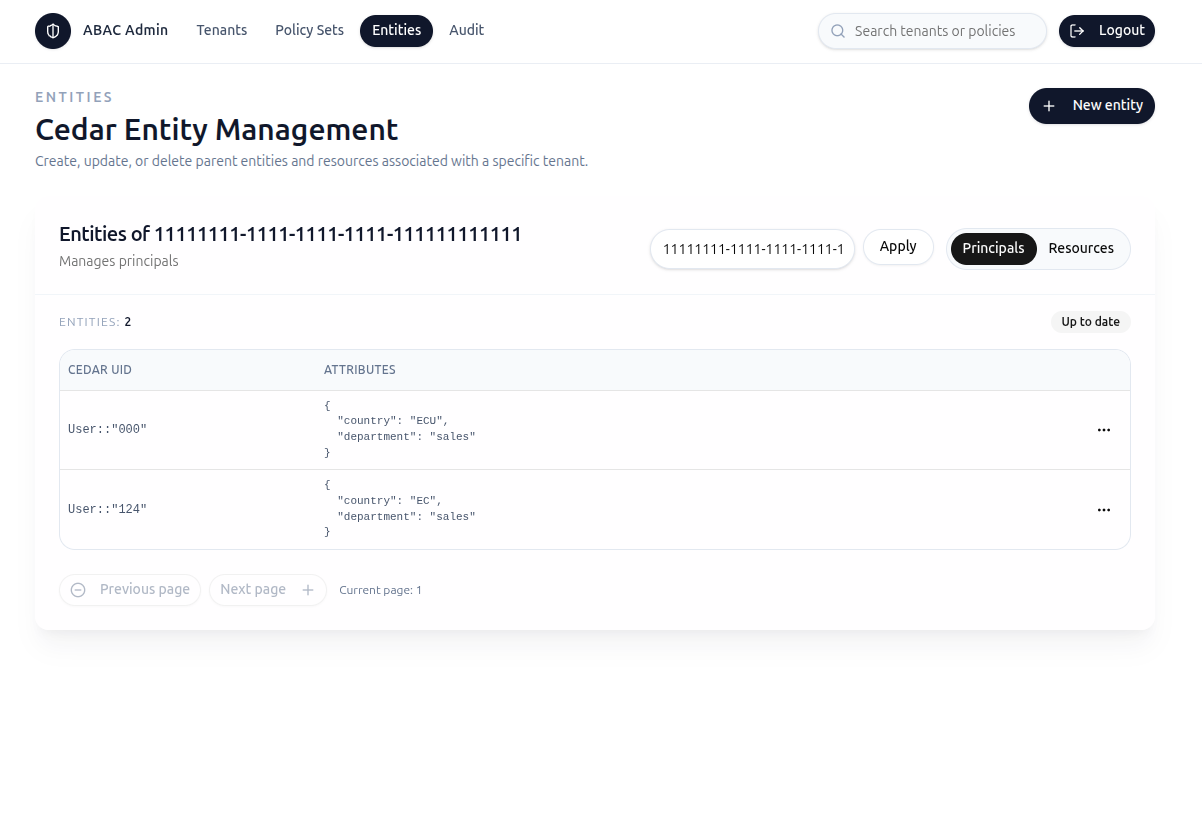 ABAC Admin Tenants Policy Sets Entities Audit Search tenants or policies Logout
ENTITIES
Cedar Entity Management
Create, update, or delete parent entities and resources associated with a specific tenant.
New entity
Entities of 11111111-1111-1111-1111-111111111111
Manages principals
11111111-1111-1111-1111-1 Apply Principals Resources
ENTITIES: 2 Up to date
CEDAR UID ATTRIBUTES
User::"000"
{
"country": "ECU",
"department": "sales"
}
...
User::"124"
{
"country": "EC",
"department": "sales"
}
...
Previous page Next page Current page: 1